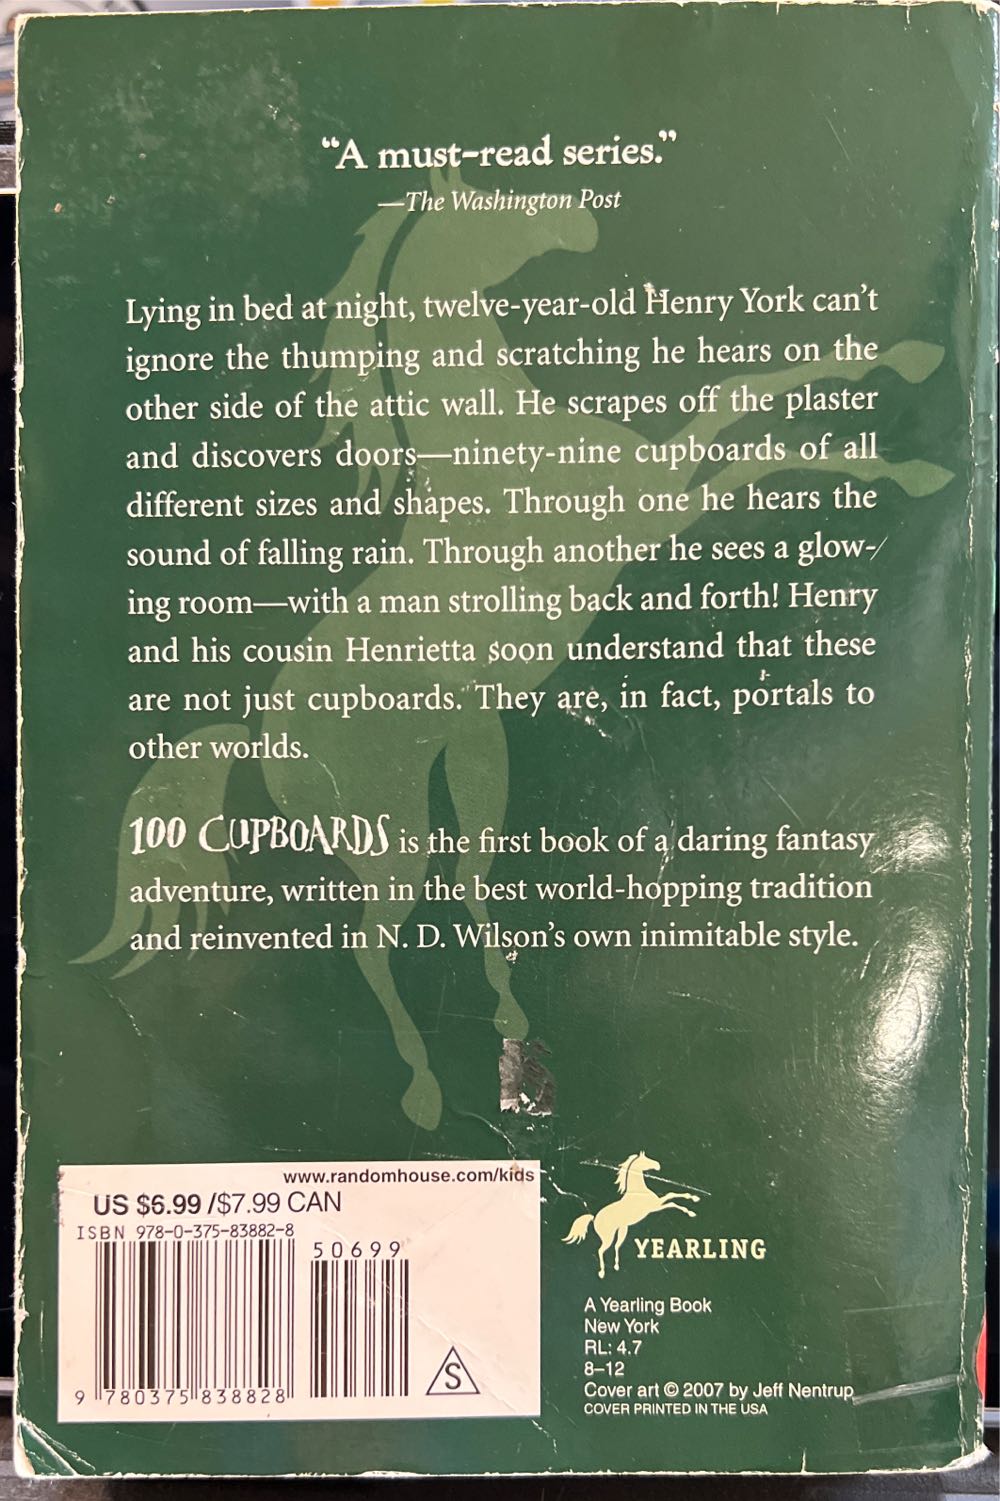 “A must-read series.”
—The Washington Post
Lying in bed at night, twelve-year-old Henry York can’t
ignore the thumping and scratching he hears on the
other side of the attic wall. He scrapes off the plaster
and discovers doors—ninety-nine cupboards of all
different sizes and shapes. Through one he hears the
sound of falling rain. Through another he sees a glow-
ing room—with a man strolling back and forth! Henry
and his cousin Henrietta soon understand that these
are not just cupboards. They are, in fact, portals to
other worlds.
100 CUPBOARDS is the first book of a daring fantasy
adventure, written in the best world-hopping tradition
and reinvented in N. D. Wilson’s own inimitable style.
www.randomhouse.com/kids
US $6.99 /$7.99 CAN
ISBN 978-0-375-83882-8
50699
9 780375 838828
S
YEARLING
A Yearling Book
New York
RL: 4.7
8–12
Cover art © 2007 by Jeff Nentrup
COVER PRINTED IN THE USA